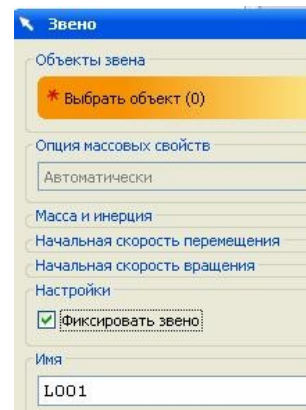 Звено
Объекты звена
* Выбрать объект (0)
Опция массовых свойств
Автоматически
Масса и инерция
Начальная скорость перемещения
Начальная скорость вращения
Настройки
Фиксировать звено
Имя
L001